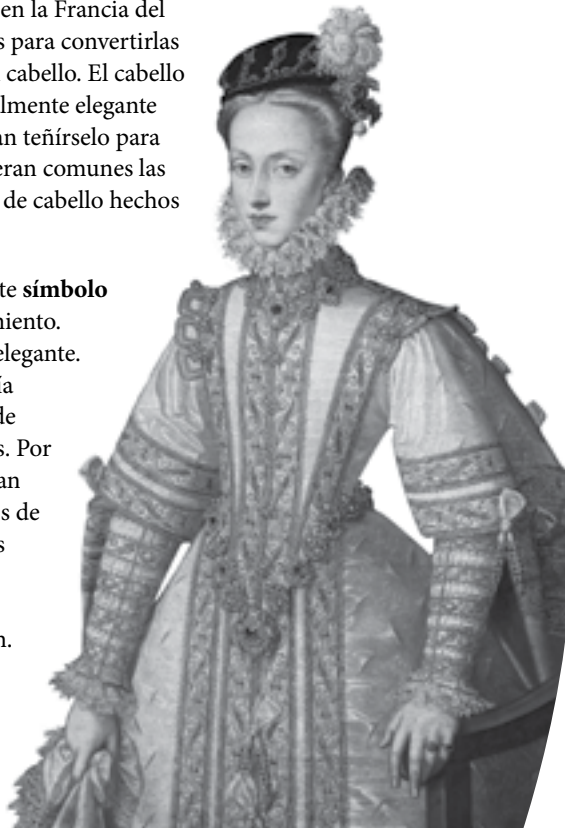 en la Francia del
s para convertirlas
cabello. El cabello
lmente elegante
an teñírselo para
eran comunes las
de cabello hechos
te símbolo
iento.
elegante.
ía
de
s. Por
an
s de
s
n.